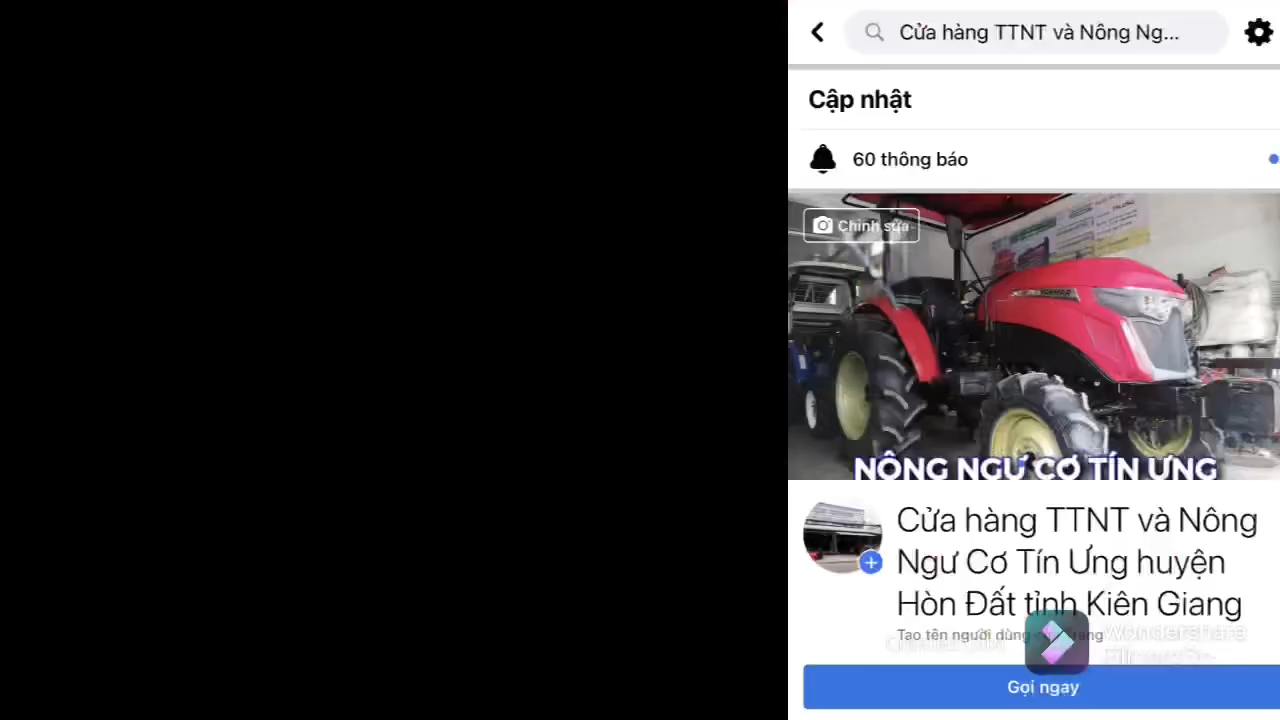 Cửa hàng TTNT và Nông Ng...
Cập nhật
60 thông báo
Chỉnh sửa
YANMAR
NÔNG NGƯ CƠ TÍN ƯNG
Cửa hàng TTNT và Nông
Ngư Cơ Tín Ưng huyện
Hòn Đất tỉnh Kiên Giang
Tạo tên người dùng Trang
Wondershare
Gọi ngay